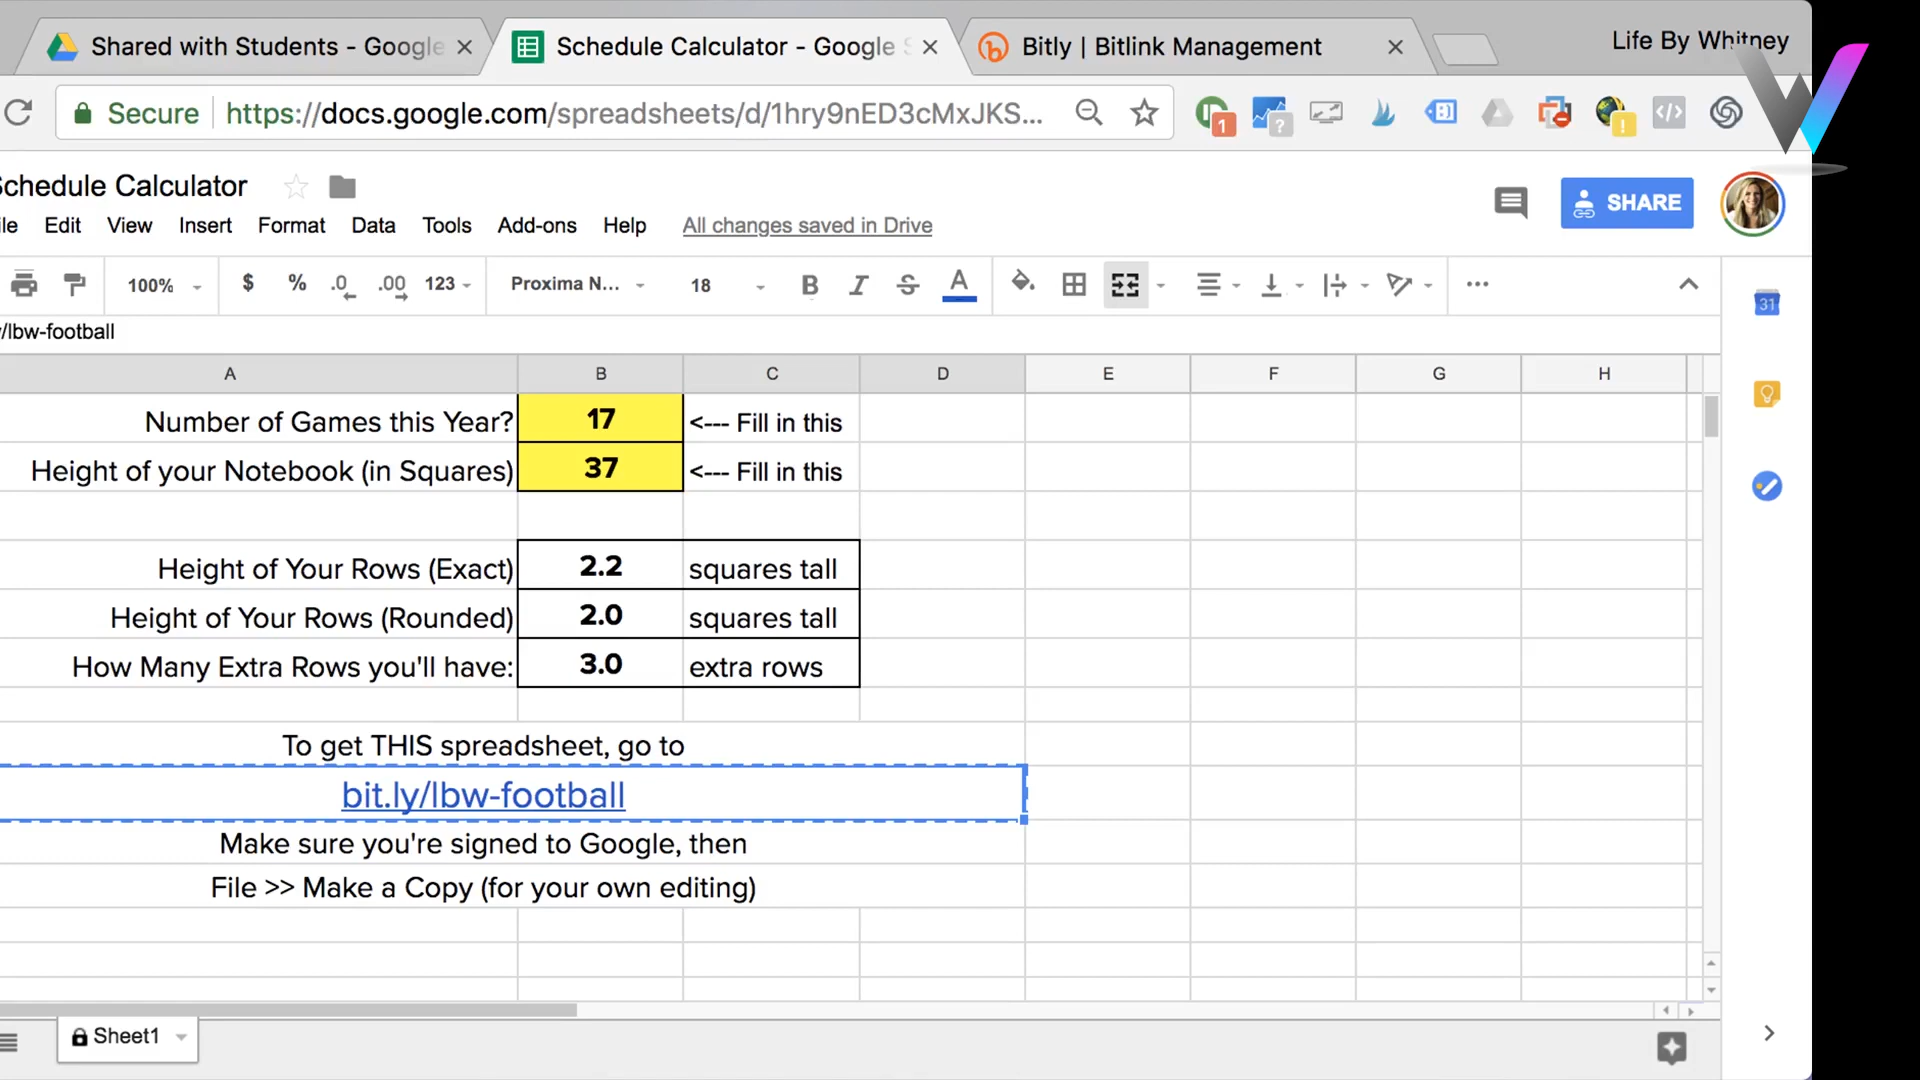 Shared with Students - Google
Schedule Calculator - Google S
Bitly | Bitlink Management
Life By Whitney
Secure
https://docs.google.com/spreadsheets/d/1hry9nED3cMxJKS...
1
?
!
Schedule Calculator
ile Edit View Insert Format Data Tools Add-ons Help All changes saved in Drive
SHARE
100% $ % .0 .00 123 Proxima N... 18 B I S A ...
31
/lbw-football
A B C D E F G H
Number of Games this Year? 17 <--- Fill in this
Height of your Notebook (in Squares) 37 <--- Fill in this
Height of Your Rows (Exact) 2.2 squares tall
Height of Your Rows (Rounded) 2.0 squares tall
How Many Extra Rows you'll have: 3.0 extra rows
To get THIS spreadsheet, go to
bit.ly/lbw-football
Make sure you're signed to Google, then
File >> Make a Copy (for your own editing)
Sheet1